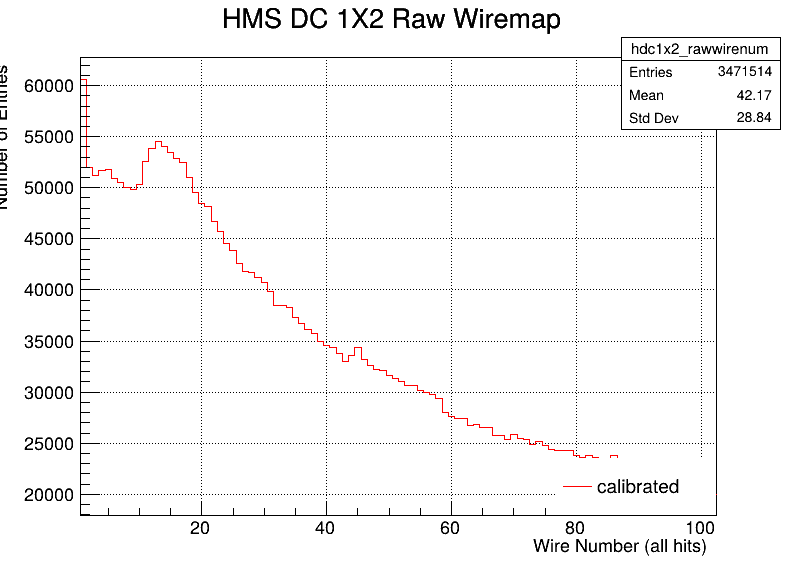 HMS DC 1X2 Raw Wiremap
hdc1x2_rawwirenum
Entries 3471514
Mean 42.17
Std Dev 28.84
Number of Entries
60000
55000
50000
45000
40000
35000
30000
25000
20000
calibrated
20 40 60 80 100
Wire Number (all hits)